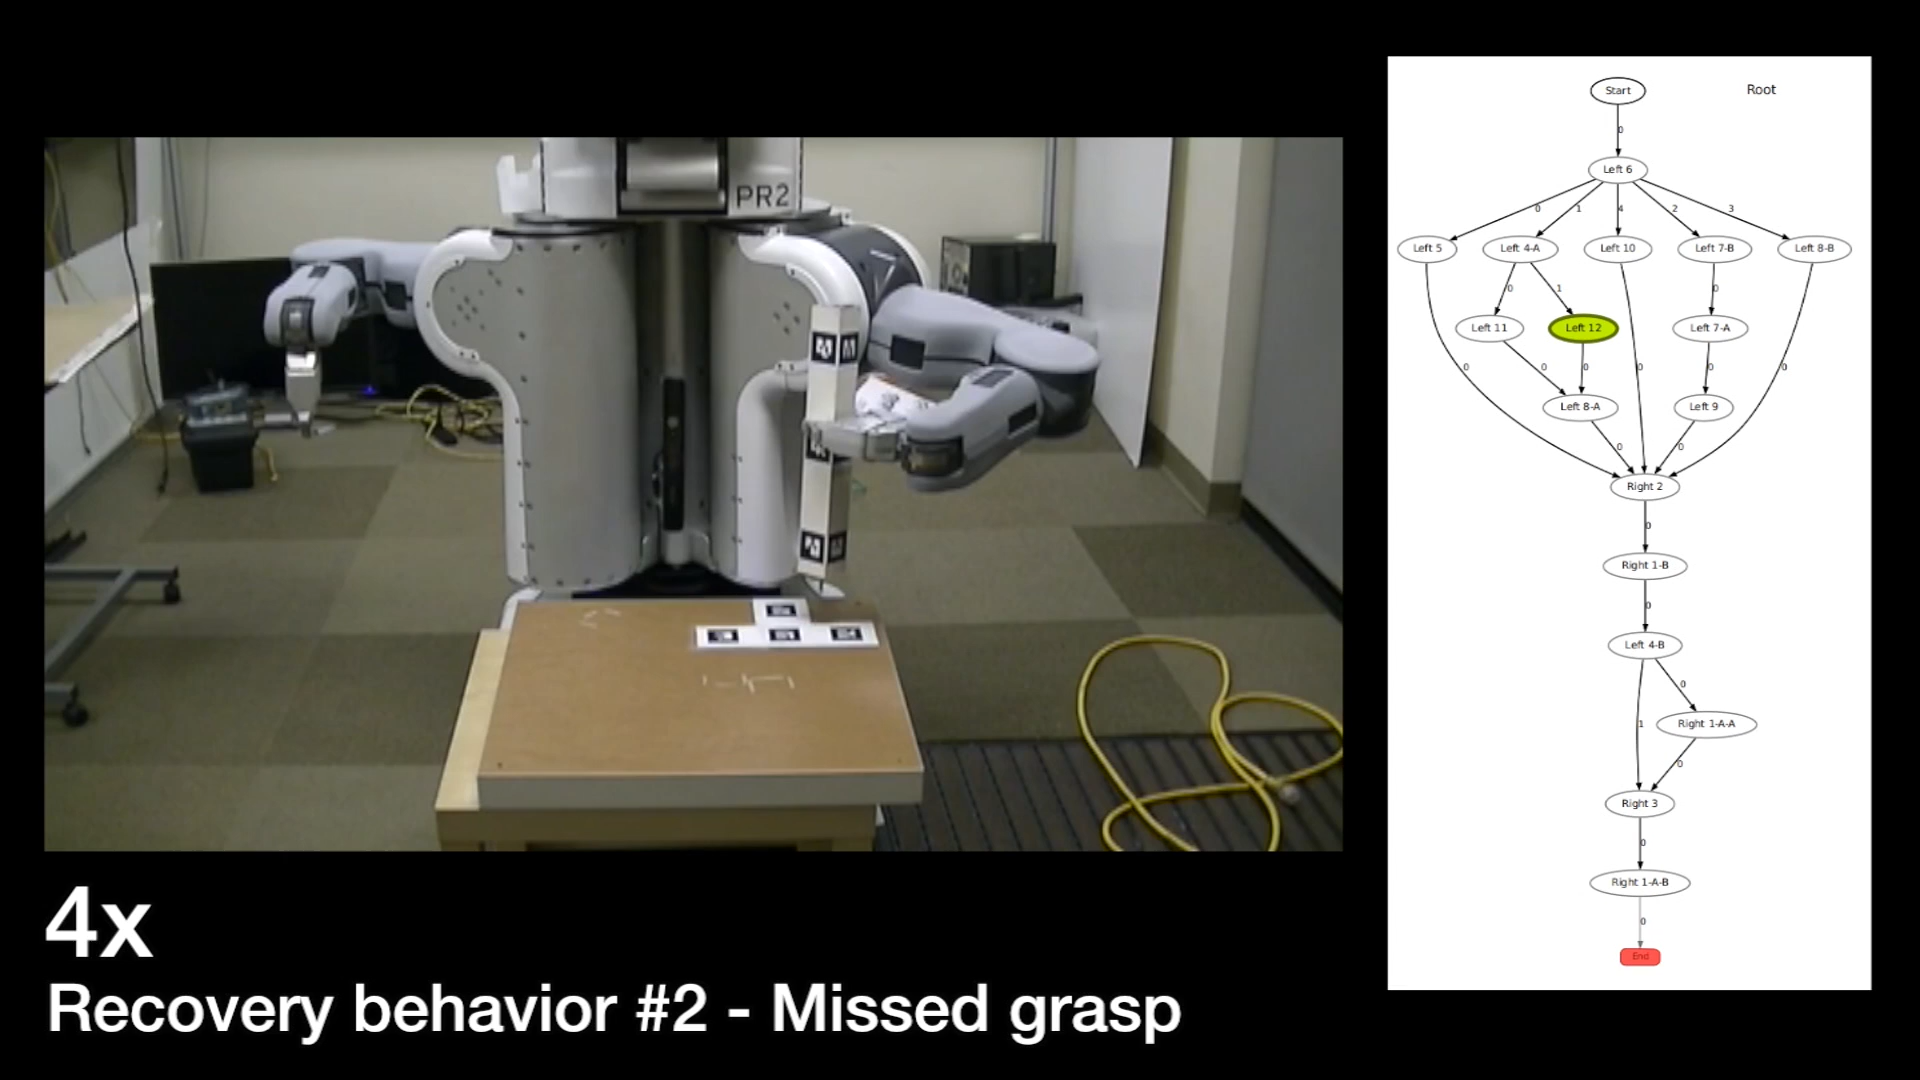 Start
Root
0
Left 6
0
1
4
2
3
Left 5
Left 4-A
Left 10
Left 7-B
Left 8-B
0
1
0
Left 11
Left 12
Left 7-A
0
0
0
0
0
0
Left 8-A
Left 9
0
0
Right 2
0
Right 1-B
0
Left 4-B
0
1
Right 1-A-A
0
Right 3
0
Right 1-A-B
0
End
PR2
4x
Recovery behavior #2 - Missed grasp